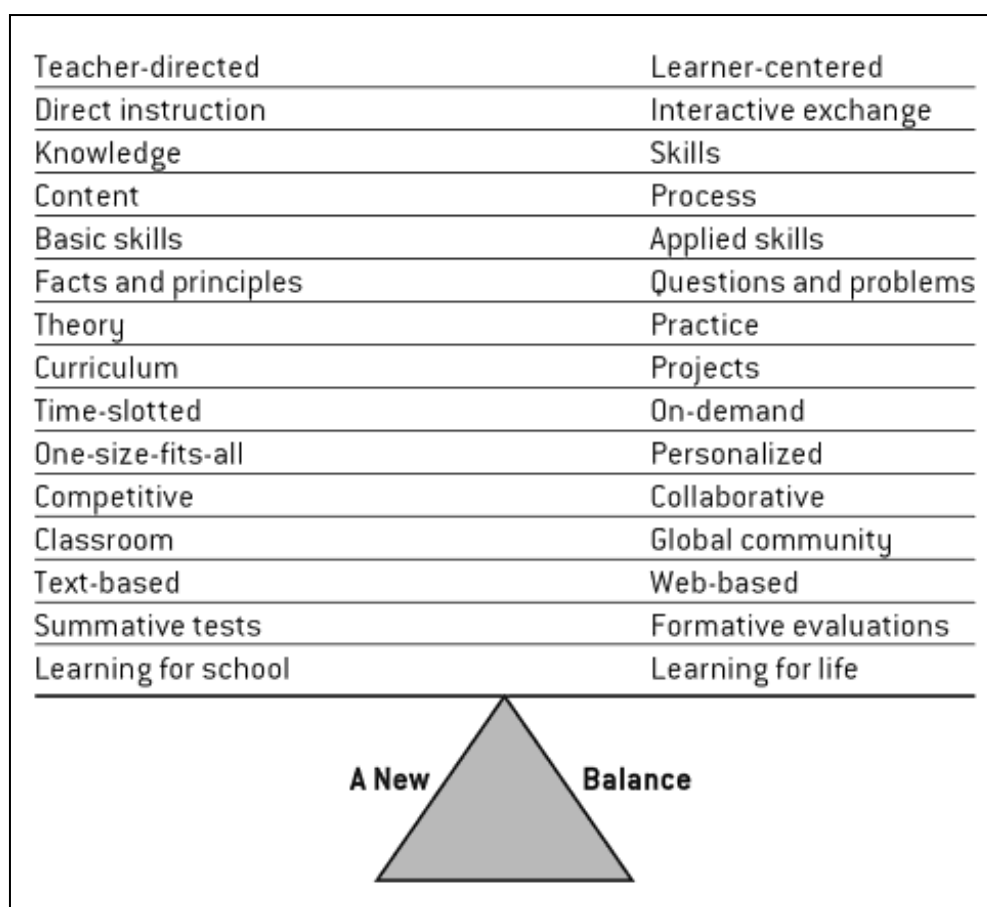 Teacher-directed Learner-centered
Direct instruction Interactive exchange
Knowledge Skills
Content Process
Basic skills Applied skills
Facts and principles Questions and problems
Theory Practice
Curriculum Projects
Time-slotted On-demand
One-size-fits-all Personalized
Competitive Collaborative
Classroom Global community
Text-based Web-based
Summative tests Formative evaluations
Learning for school Learning for life
A New Balance